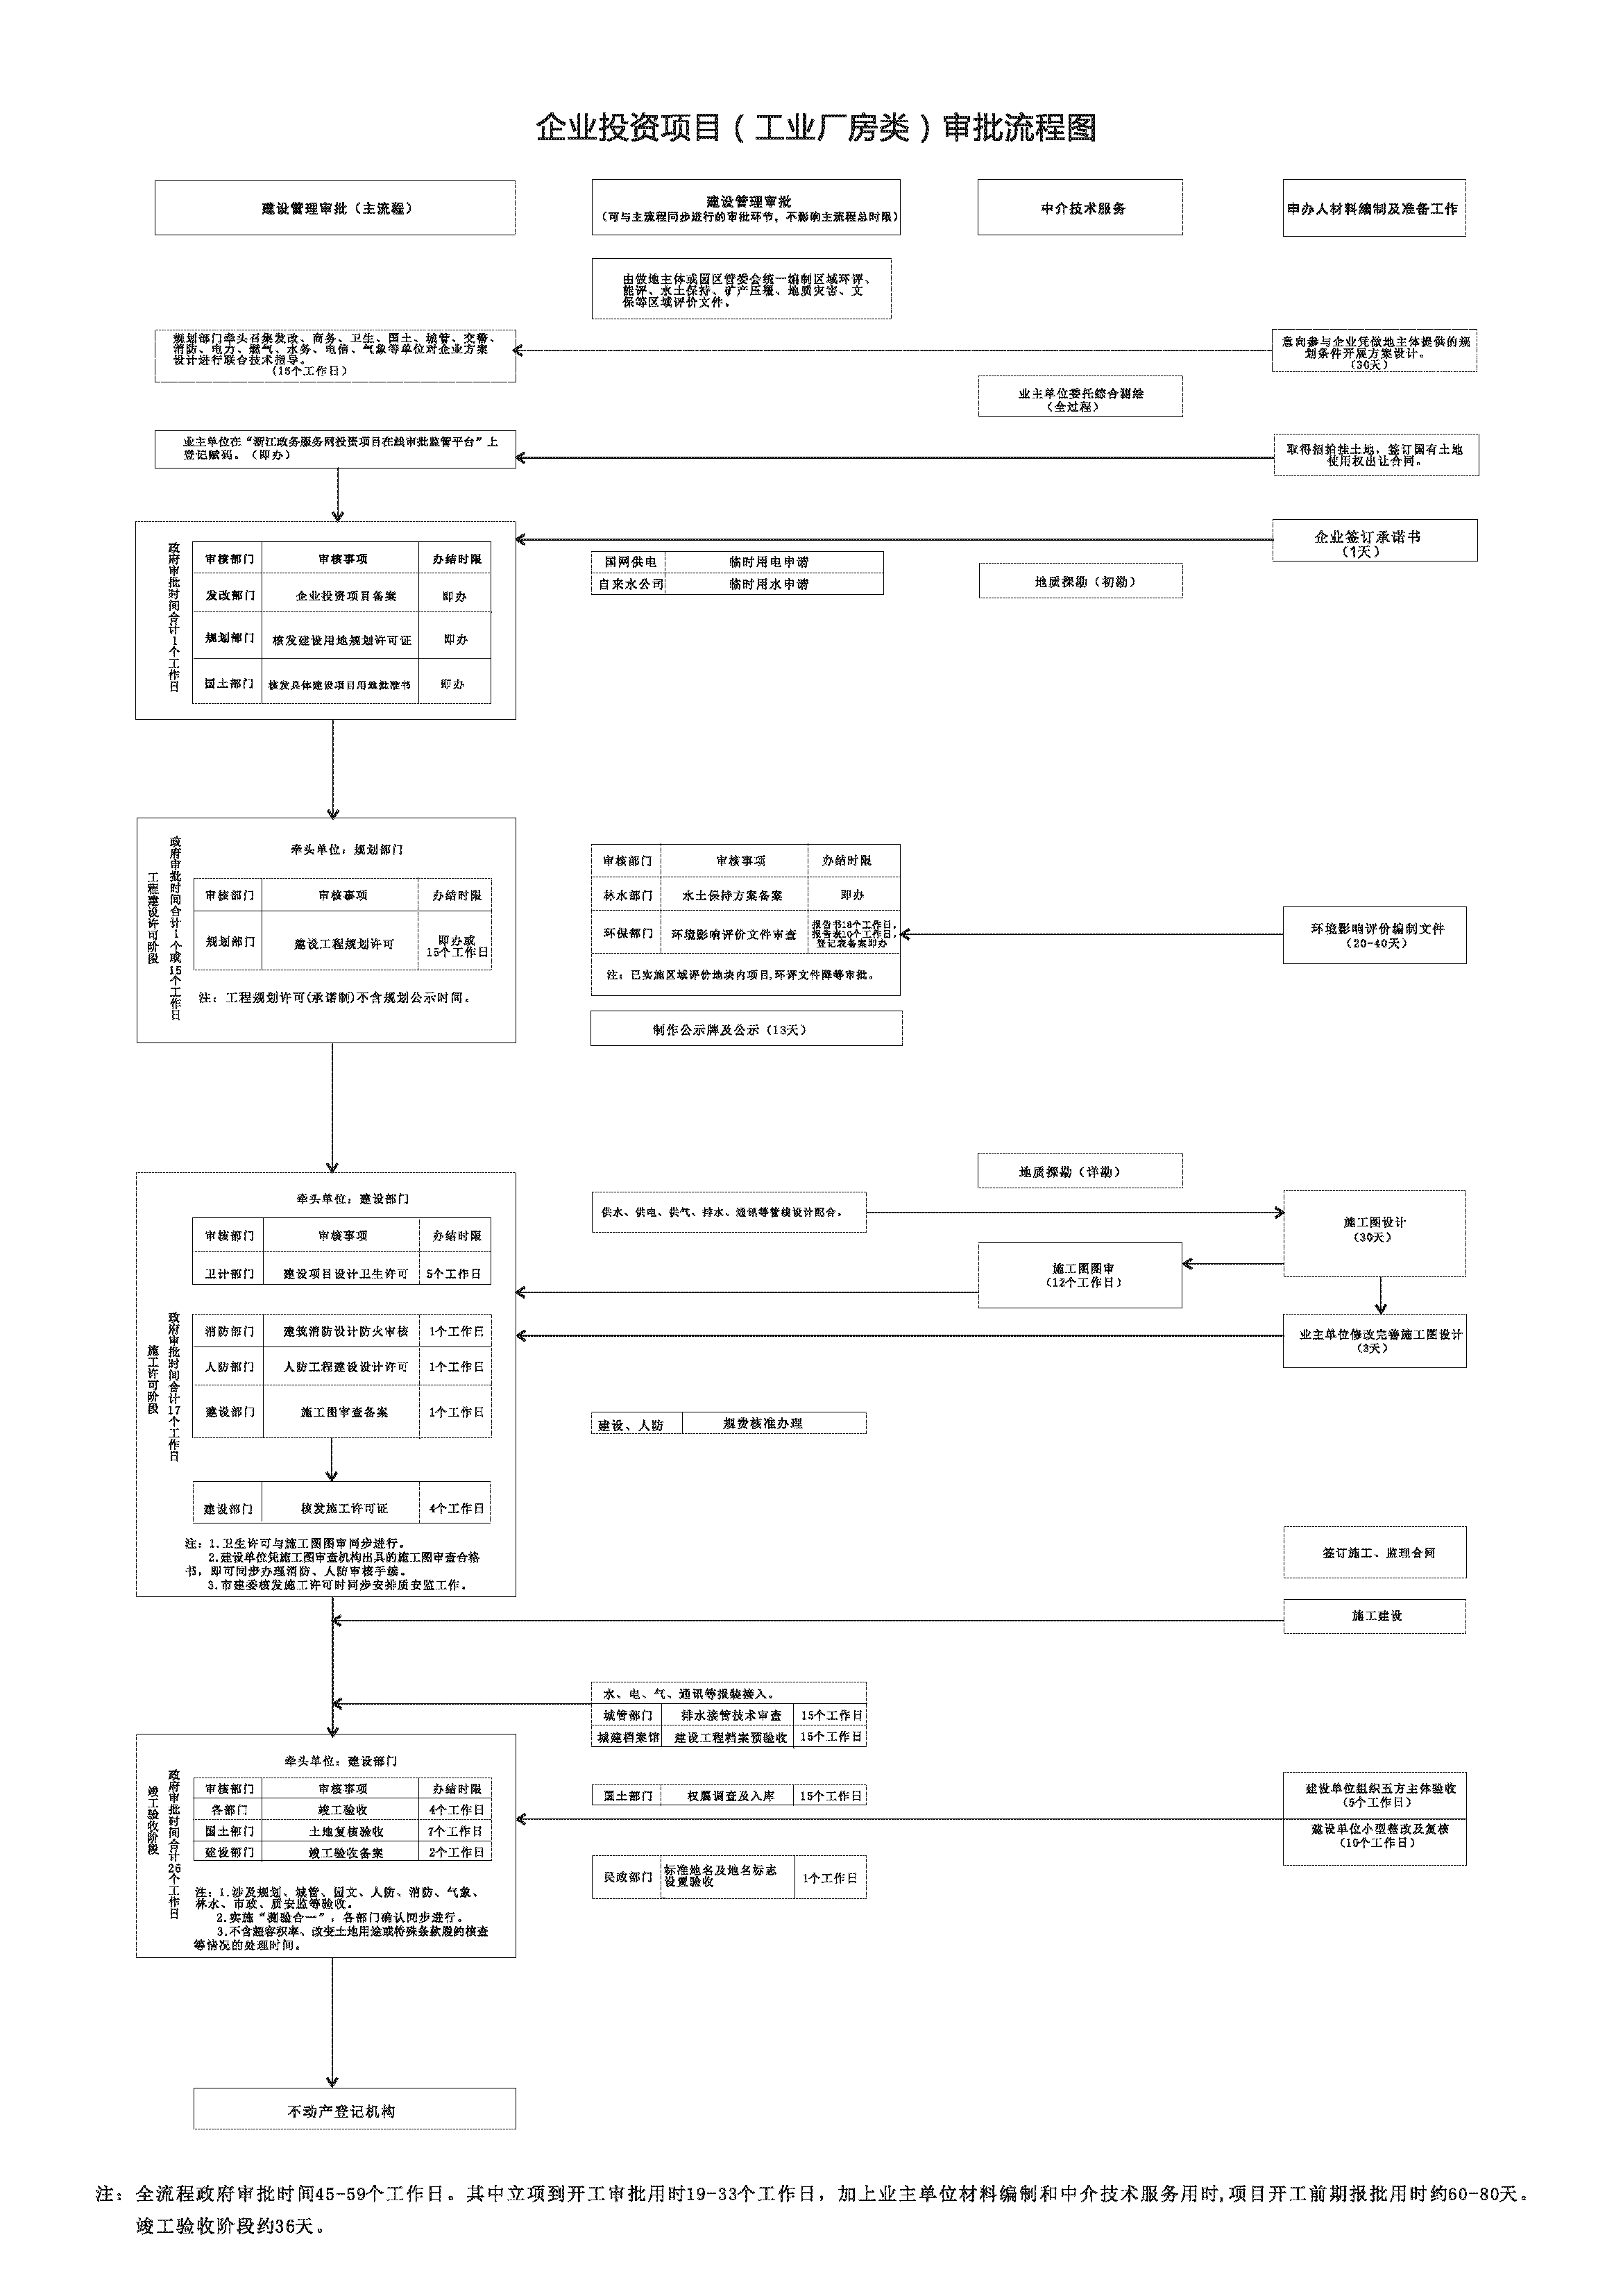 企业投资项目（工业厂房类）审批流程图
建设管理审批（主流程）
建设管理审批
（可与主流程同步进行的审批环节，不影响主流程总时限）
中介技术服务
申办人材料编制及准备工作
由做地主体或园区管委会统一编制区域环评、
能评、水土保持、矿产压覆、地质灾害、文
保等区域评价文件。
规划部门牵头召集发改、商务、卫生、国土、城管、交警、
消防、电力、燃气、水务、电信、气象等单位对企业方案
设计进行联合技术指导。
（15个工作日）
意向参与企业凭做地主体提供的规
划条件开展方案设计。
（30天）
业主单位委托综合测绘
（全过程）
业主单位在“浙江政务服务网投资项目在线审批监管平台”上
登记赋码。（即办）
取得招拍挂土地，签订国有土地
使用权出让合同。
政府审批时间合计1个工作日
审核部门 审核事项 办结时限
发改部门 企业投资项目备案 即办
规划部门 核发建设用地规划许可证 即办
国土部门 核发具体建设项目用地批准书 即办
国网供电 临时用电申请
自来水公司 临时用水申请
地质探勘（初勘）
企业签订承诺书
（1天）
工程建设许可阶段
政府审批时间合计1个或15个工作日
牵头单位：规划部门
审核部门 审核事项 办结时限
规划部门 建设工程规划许可 即办或
15个工作日
注：工程规划许可(承诺制)不含规划公示时间。
审核部门 审核事项 办结时限
林水部门 水土保持方案备案 即办
环保部门 环境影响评价文件审查 报告书18个工作日，
报告表10个工作日，
登记表备案即办
注：已实施区域评价地块内项目,环评文件降等审批。
制作公示牌及公示（13天）
环境影响评价编制文件
（20-40天）
施工许可阶段
政府审批时间合计17个工作日
牵头单位：建设部门
审核部门 审核事项 办结时限
卫计部门 建设项目设计卫生许可 5个工作日
消防部门 建筑消防设计防火审核 1个工作日
人防部门 人防工程建设设计许可 1个工作日
建设部门 施工图审查备案 1个工作日
建设部门 核发施工许可证 4个工作日
注：1.卫生许可与施工图图审同步进行。
2.建设单位凭施工图审查机构出具的施工图审查合格
书，即可同步办理消防、人防审核手续。
3.市建委核发施工许可时同步安排质安监工作。
供水、供电、供气、排水、通讯等管线设计配合。
地质探勘（详勘）
施工图设计
（30天）
施工图图审
（12个工作日）
业主单位修改完善施工图设计
（3天）
建设、人防 规费核准办理
签订施工、监理合同
施工建设
水、电、气、通讯等报装接入。
城管部门 排水接管技术审查 15个工作日
城建档案馆 建设工程档案预验收 15个工作日
竣工验收阶段
政府审批时间合计26个工作日
牵头单位：建设部门
审核部门 审核事项 办结时限
各部门 竣工验收 4个工作日
国土部门 土地复核验收 7个工作日
建设部门 竣工验收备案 2个工作日
注：1.涉及规划、城管、园文、人防、消防、气象、
林水、市政、质安监等验收。
2.实施“测验合一”，各部门确认同步进行。
3.不含超容积率、改变土地用途或特殊条款履约核查
等情况的处理时间。
国土部门 权属调查及入库 15个工作日
民政部门 标准地名及地名标志
设置验收 1个工作日
建设单位组织五方主体验收
（5个工作日）
建设单位小型整改及复核
（10个工作日）
不动产登记机构
注：全流程政府审批时间45-59个工作日。其中立项到开工审批用时19-33个工作日，加上业主单位材料编制和中介技术服务用时,项目开工前期报批用时约60-80天。
竣工验收阶段约36天。